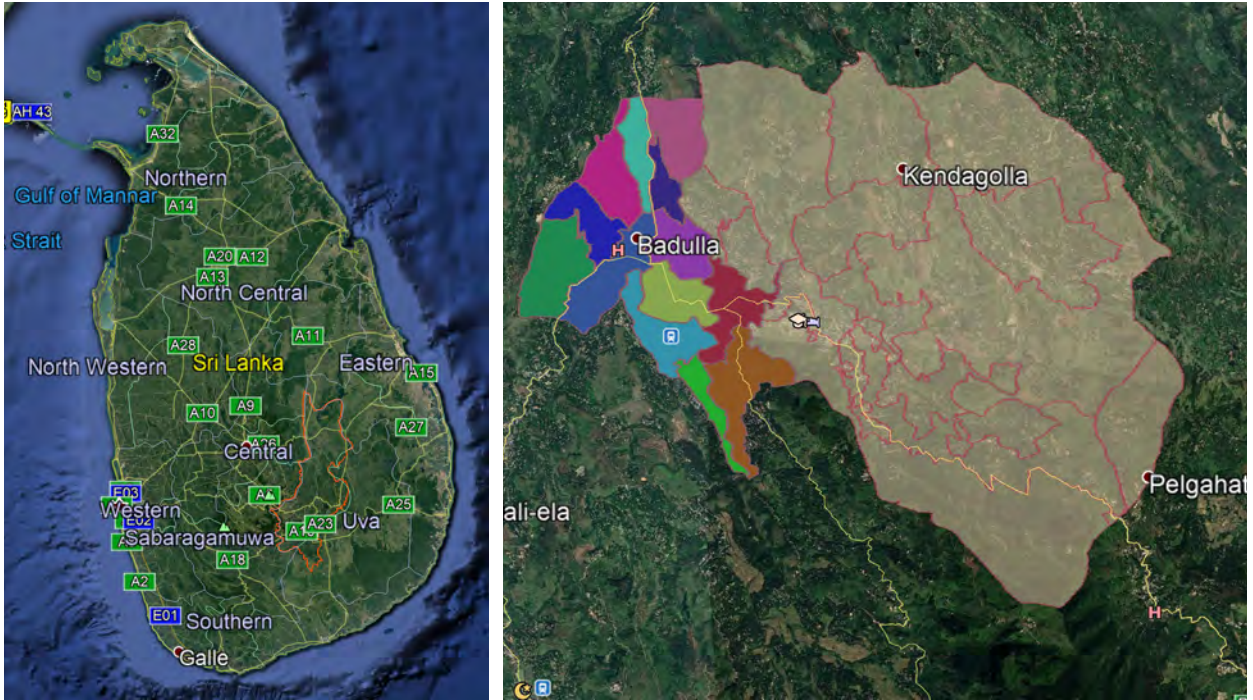 AH 43
A32
Northern
Gulf of Mannar
A14
Strait
A20
A12
A13
North Central
A11
A28
North Western
Sri Lanka
Eastern
A15
A10
A9
A27
Central
E03
Western
E02
A25
A23
Uva
Sabaragamuwa
A18
A2
E01
Southern
Galle
Kendagolla
H
Badulla
Pelgahat
ali-ela
H